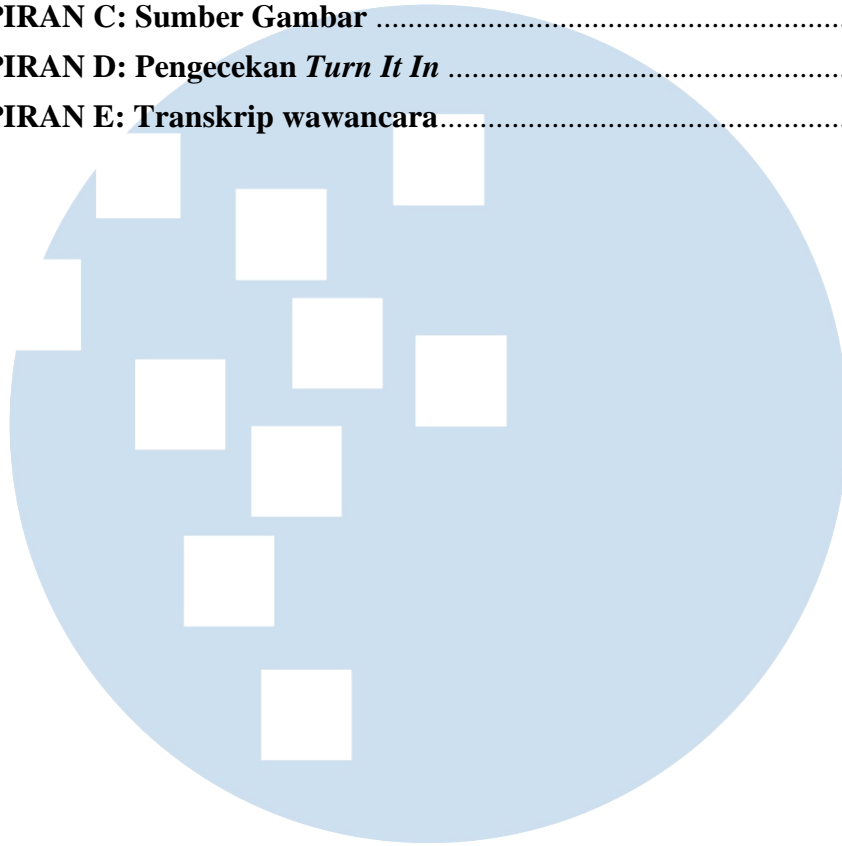 PIRAN C: Sumber Gambar ........................................................
PIRAN D: Pengecekan Turn It In ...............................................
PIRAN E: Transkrip wawancara................................................